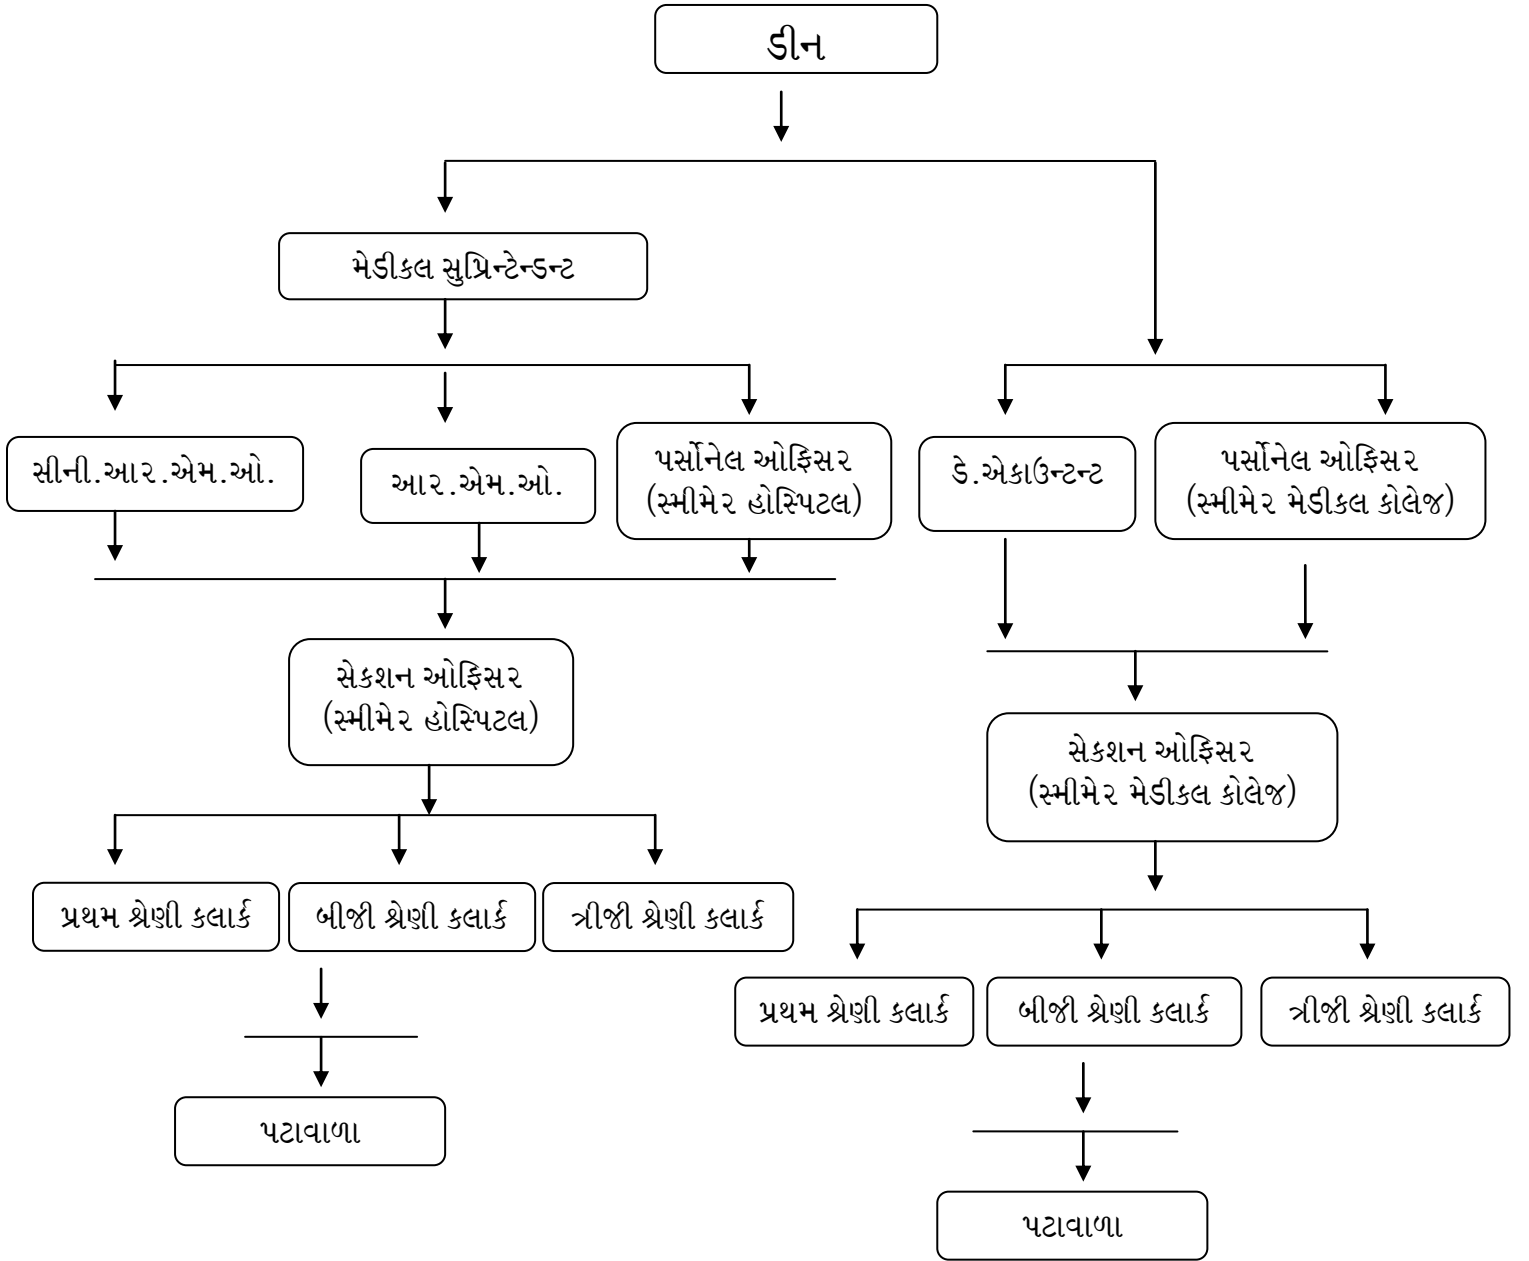 ડીન
મેડીકલ સુપ્રિન્ટેન્ડન્ટ
સીની.આર.એમ.ઓ.
આર.એમ.ઓ.
પર્સોનેલ ઓફિસર
(સ્મીમેર હોસ્પિટલ)
ડે.એકાઉન્ટન્ટ
પર્સોનેલ ઓફિસર
(સ્મીમેર મેડીકલ કોલેજ)
સેકશન ઓફિસર
(સ્મીમેર હોસ્પિટલ)
સેકશન ઓફિસર
(સ્મીમેર મેડીકલ કોલેજ)
પ્રથમ શ્રેણી કલાર્ક
બીજી શ્રેણી કલાર્ક
ત્રીજી શ્રેણી કલાર્ક
પ્રથમ શ્રેણી કલાર્ક
બીજી શ્રેણી કલાર્ક
ત્રીજી શ્રેણી કલાર્ક
પટાવાળા
પટાવાળા